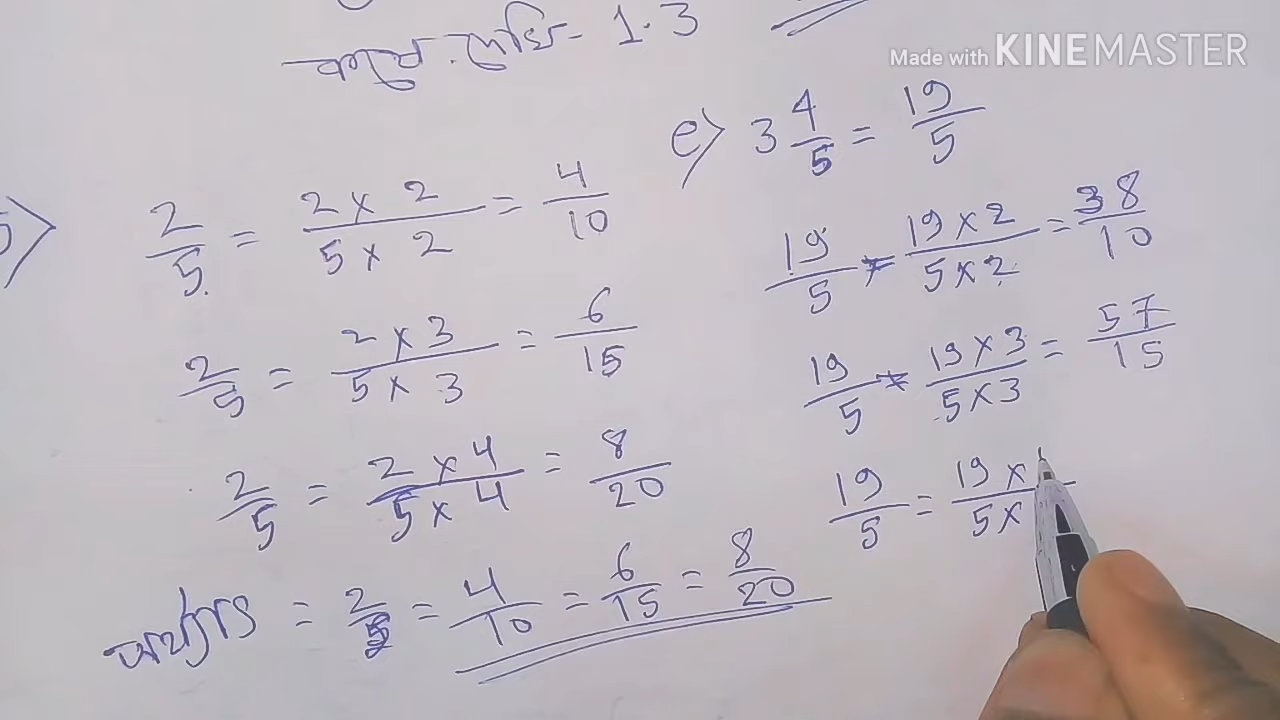 Made with KINEMASTER
কৰি দেখি- 1.3
2/5 = (2 x 2)/(5 x 2) = 4/10
2/5 = (2 x 3)/(5 x 3) = 6/15
2/5 = (2 x 4)/(5 x 4) = 8/20
= 2/5 = 4/10 = 6/15 = 8/20
e> 3 4/5 = 19/5
19/5 = (19 x 2)/(5 x 2) = 38/10
19/5 = (19 x 3)/(5 x 3) = 57/15
19/5 = (19 x)/(5 x)